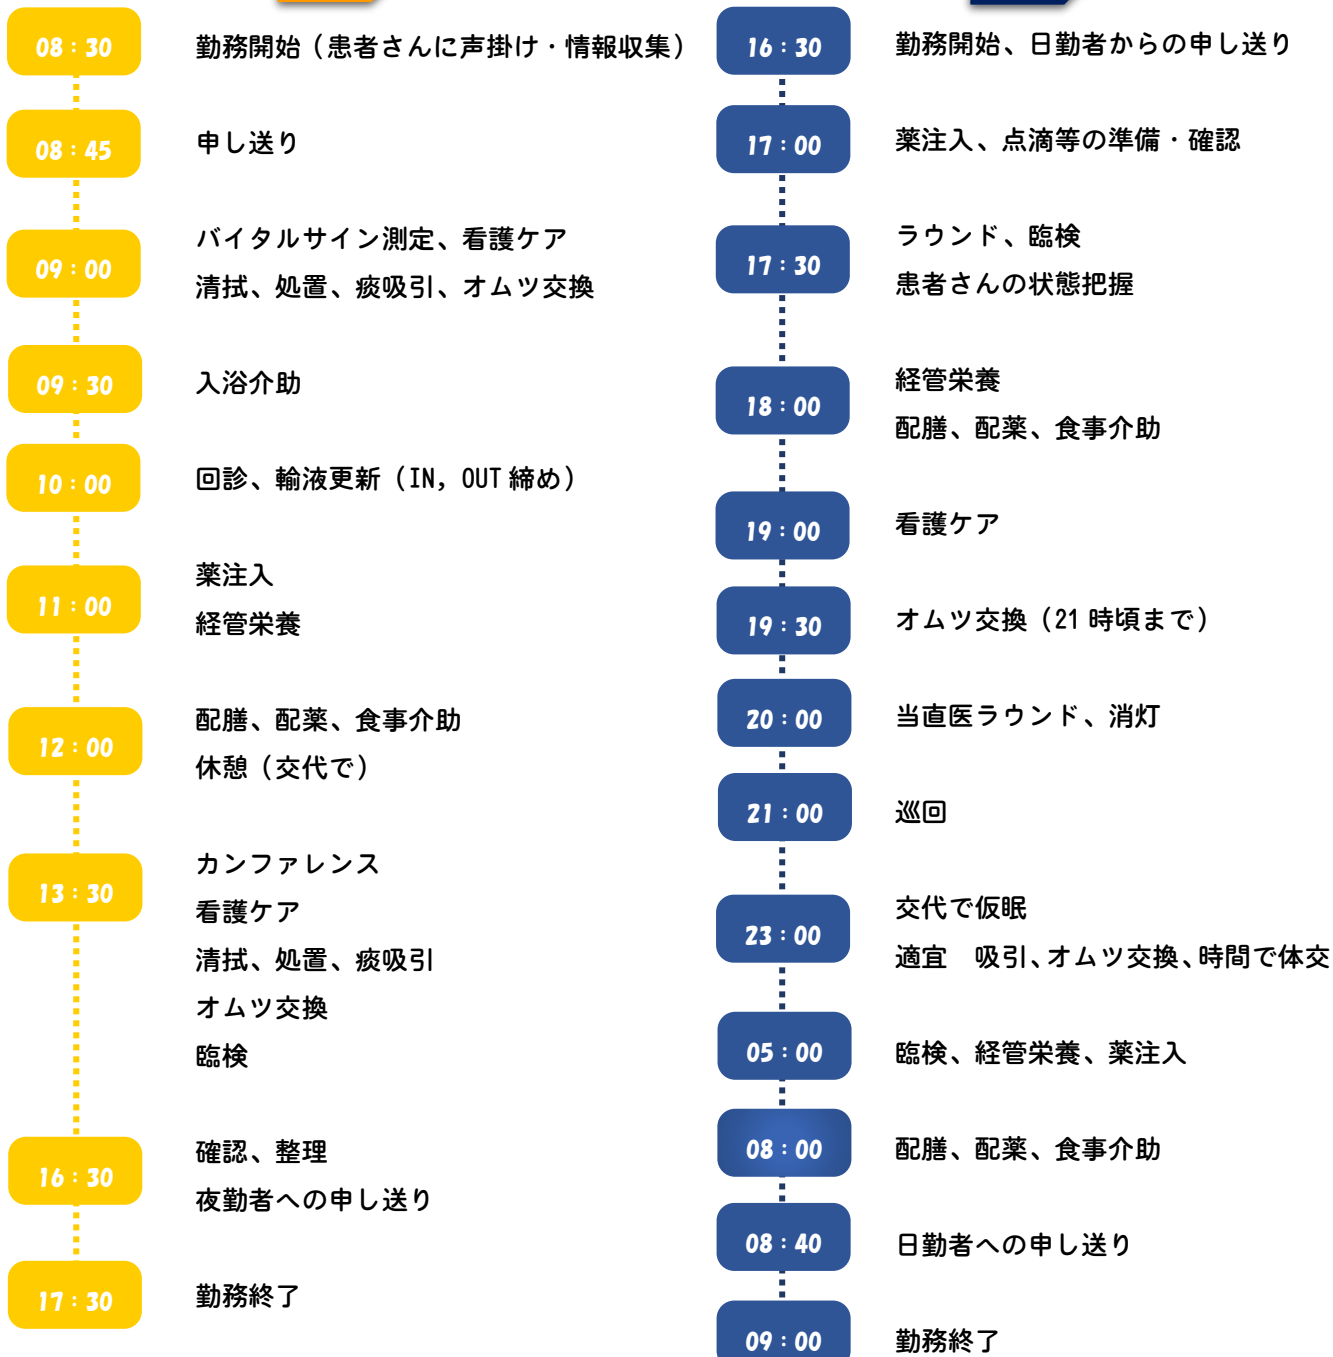 08:30
勤務開始（患者さんに声掛け・情報収集）
08:45
申し送り
09:00
バイタルサイン測定、看護ケア
清拭、処置、痰吸引、オムツ交換
09:30
入浴介助
10:00
回診、輸液更新（IN, OUT 締め）
11:00
薬注入
経管栄養
12:00
配膳、配薬、食事介助
休憩（交代で）
13:30
カンファレンス
看護ケア
清拭、処置、痰吸引
オムツ交換
臨検
16:30
確認、整理
夜勤者への申し送り
17:30
勤務終了
16:30
勤務開始、日勤者からの申し送り
17:00
薬注入、点滴等の準備・確認
17:30
ラウンド、臨検
患者さんの状態把握
18:00
経管栄養
配膳、配薬、食事介助
19:00
看護ケア
19:30
オムツ交換（21 時頃まで）
20:00
当直医ラウンド、消灯
21:00
巡回
23:00
交代で仮眠
適宜　吸引、オムツ交換、時間で体交
05:00
臨検、経管栄養、薬注入
08:00
配膳、配薬、食事介助
08:40
日勤者への申し送り
09:00
勤務終了